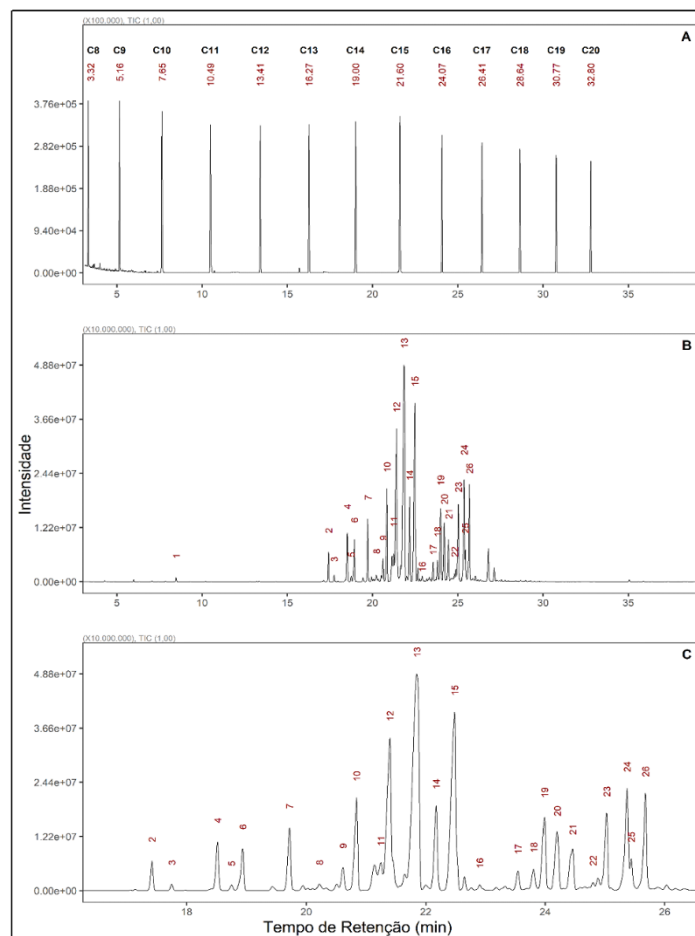 (X100.000), TIC (1,00)
A
C8 C9 C10 C11 C12 C13 C14 C15 C16 C17 C18 C19 C20
3.32 5.16 7.65 10.49 13.41 16.27 19.00 21.60 24.07 26.41 28.64 30.77 32.80
3.76e+05
2.82e+05
1.88e+05
9.40e+04
0.00e+00
5 10 15 20 25 30 35
(X10.000.000), TIC (1,00)
B
4.88e+07
3.66e+07
2.44e+07
1.22e+07
0.00e+00
1 2 3 4 5 6 7 8 9 10 11 12 13 14 15 16 17 18 19 20 21 22 23 24 25 26
5 10 15 20 25 30 35
Intensidade
(X10.000.000), TIC (1,00)
C
4.88e+07
3.66e+07
2.44e+07
1.22e+07
0.00e+00
2 3 4 5 6 7 8 9 10 11 12 13 14 15 16 17 18 19 20 21 22 23 24 25 26
18 20 22 24 26
Tempo de Retenção (min)